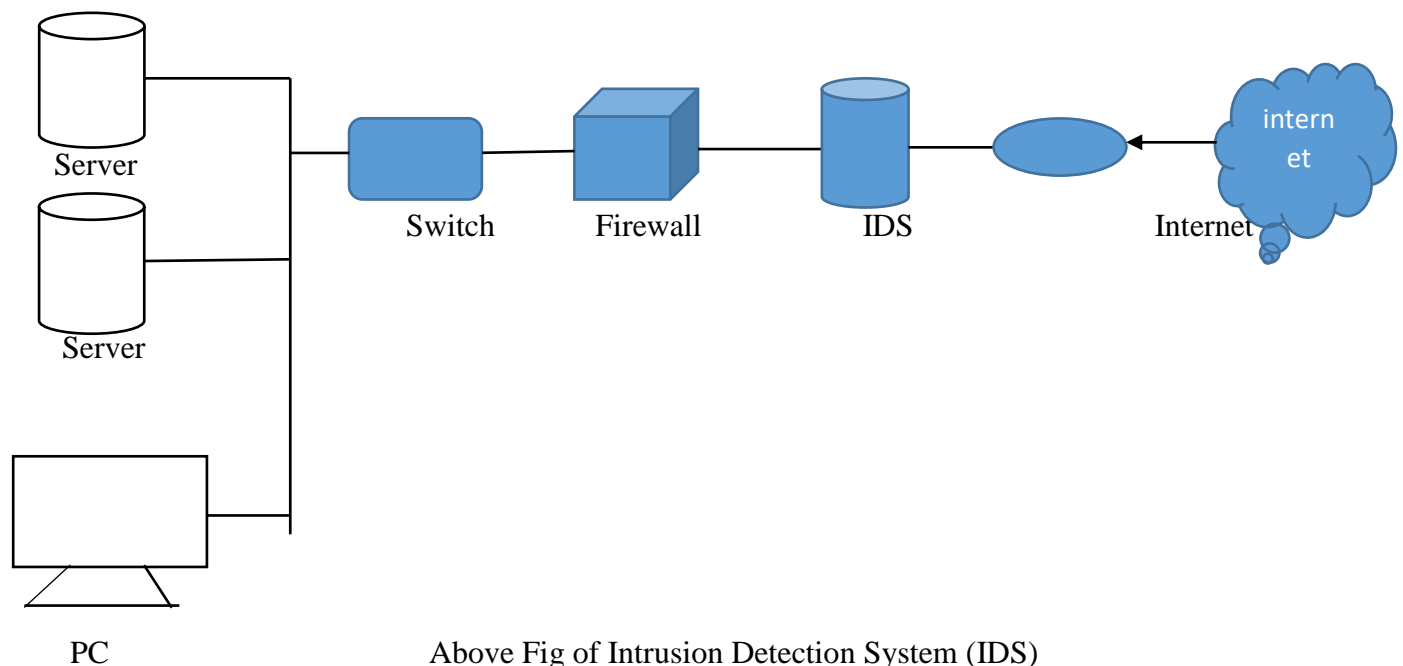 intern
et
Server
Switch Firewall IDS Internet
Server
PC Above Fig of Intrusion Detection System (IDS)